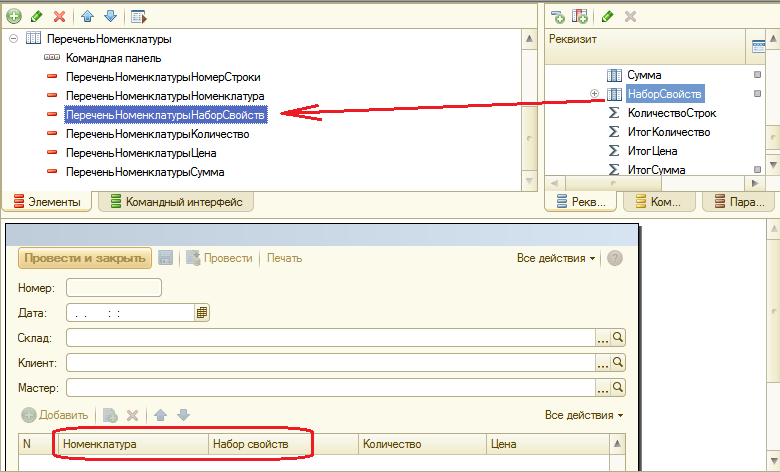 ПереченьНоменклатуры
Командная панель
ПереченьНоменклатурыНомерСтроки
ПереченьНоменклатурыНоменклатура
ПереченьНоменклатурыНаборСвойств
ПереченьНоменклатурыКоличество
ПереченьНоменклатурыЦена
ПереченьНоменклатурыСумма
Элементы Командный интерфейс
Реквизит
Сумма
НаборСвойств
КоличествоСтрок
ИтогКоличество
ИтогЦена
ИтогСумма
Рекв... Ком... Пара...
Провести и закрыть Провести Печать Все действия
Номер:
Дата: . . : :
Склад: ...
Клиент: ...
Мастер: ...
Добавить Все действия
N Номенклатура Набор свойств Количество Цена